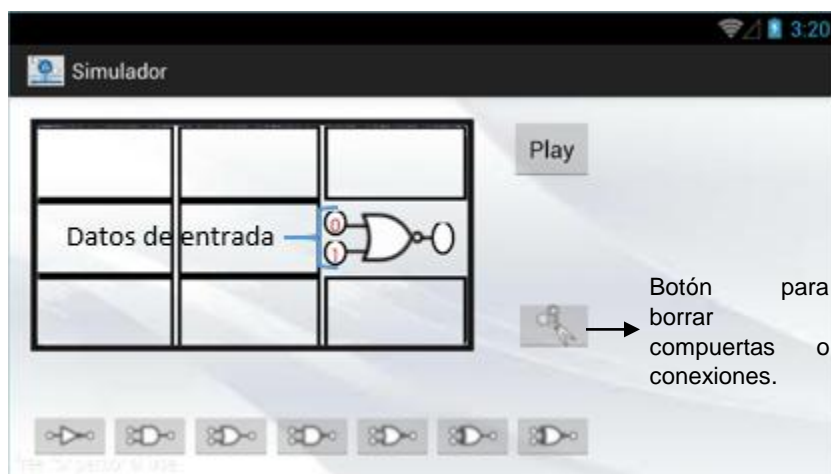 3:20
Simulador
Play
Datos de entrada
0
1
Botón para
borrar
compuertas o
conexiones.